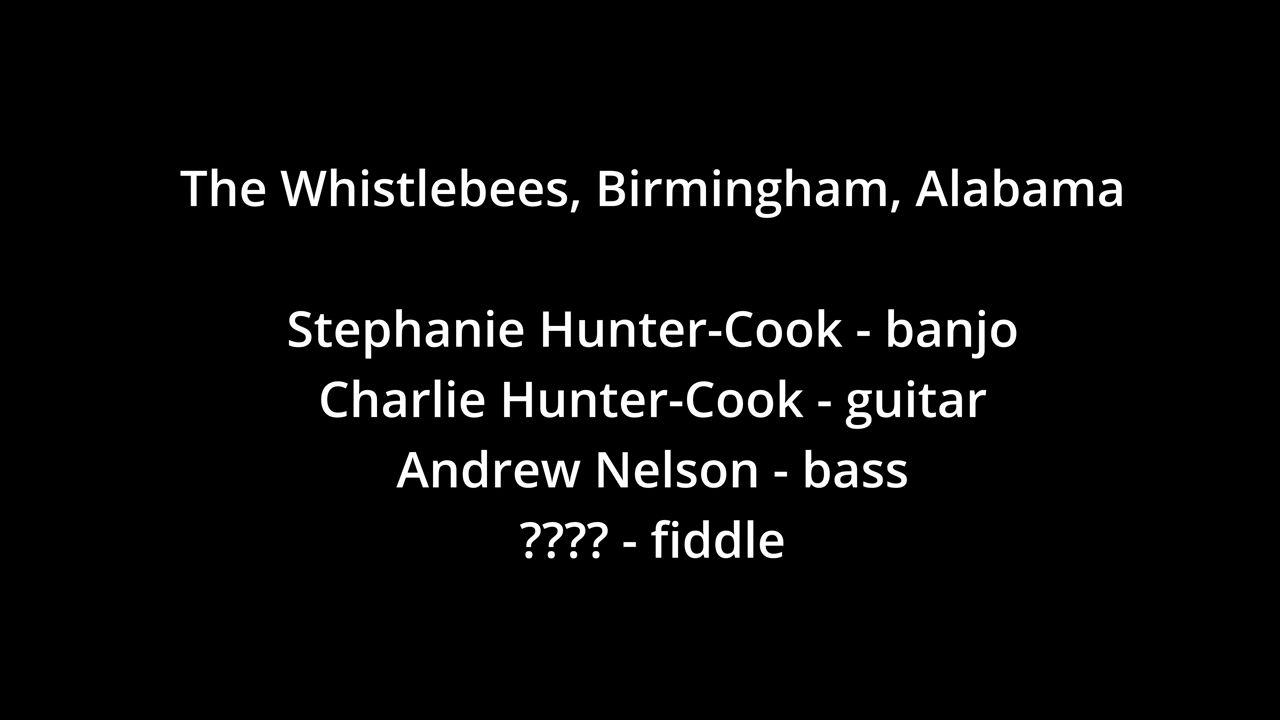 The Whistlebees, Birmingham, Alabama
Stephanie Hunter-Cook - banjo
Charlie Hunter-Cook - guitar
Andrew Nelson - bass
???? - fiddle